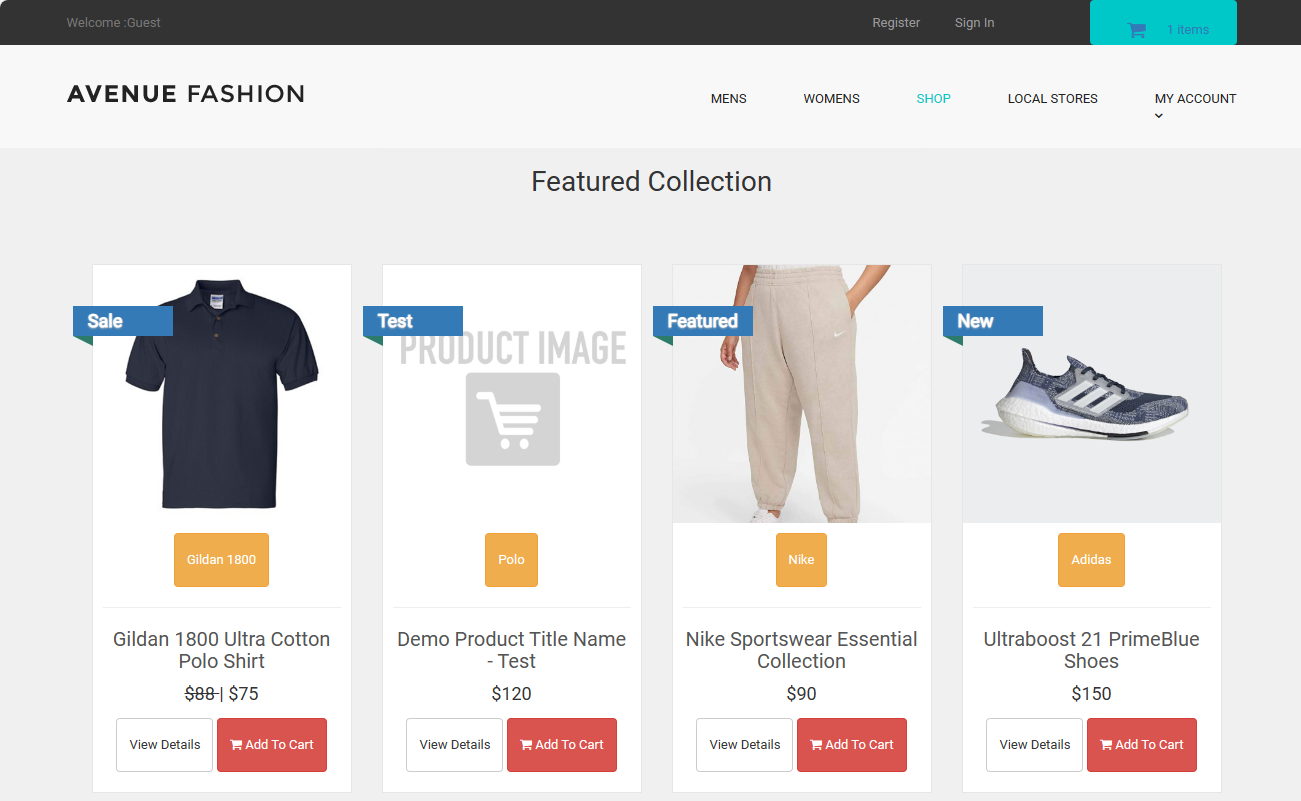 Welcome :Guest
Register
Sign In
1 items
AVENUE FASHION
MENS
WOMENS
SHOP
LOCAL STORES
MY ACCOUNT
Featured Collection
Sale
Test
Featured
New
PRODUCT IMAGE
Gildan 1800
Polo
Nike
Adidas
Gildan 1800 Ultra Cotton
Polo Shirt
$88 | $75
View Details
Add To Cart
Demo Product Title Name
- Test
$120
View Details
Add To Cart
Nike Sportswear Essential
Collection
$90
View Details
Add To Cart
Ultraboost 21 PrimeBlue
Shoes
$150
View Details
Add To Cart